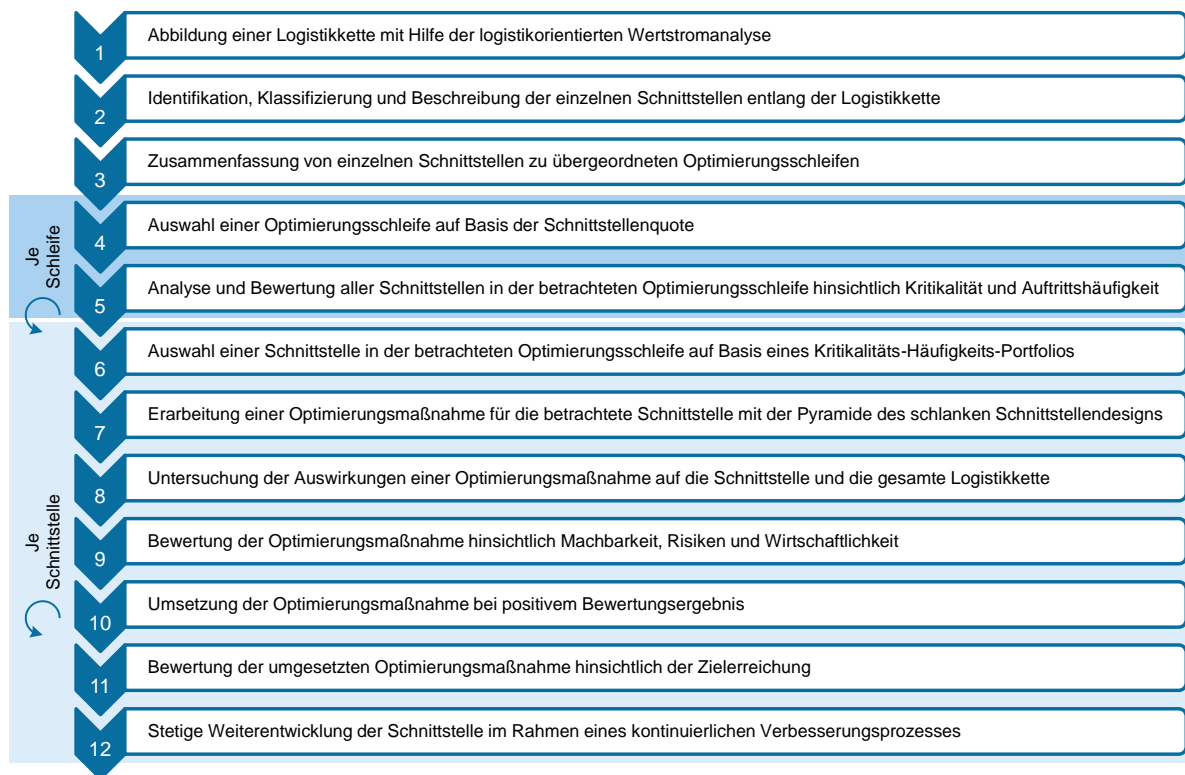 1
Abbildung einer Logistikkette mit Hilfe der logistikorientierten Wertstromanalyse
2
Identifikation, Klassifizierung und Beschreibung der einzelnen Schnittstellen entlang der Logistikkette
3
Zusammenfassung von einzelnen Schnittstellen zu übergeordneten Optimierungsschleifen
Je
Schleife
4
Auswahl einer Optimierungsschleife auf Basis der Schnittstellenquote
5
Analyse und Bewertung aller Schnittstellen in der betrachteten Optimierungsschleife hinsichtlich Kritikalität und Auftrittshäufigkeit
Je
Schnittstelle
6
Auswahl einer Schnittstelle in der betrachteten Optimierungsschleife auf Basis eines Kritikalitäts-Häufigkeits-Portfolios
7
Erarbeitung einer Optimierungsmaßnahme für die betrachtete Schnittstelle mit der Pyramide des schlanken Schnittstellendesigns
8
Untersuchung der Auswirkungen einer Optimierungsmaßnahme auf die Schnittstelle und die gesamte Logistikkette
9
Bewertung der Optimierungsmaßnahme hinsichtlich Machbarkeit, Risiken und Wirtschaftlichkeit
10
Umsetzung der Optimierungsmaßnahme bei positivem Bewertungsergebnis
11
Bewertung der umgesetzten Optimierungsmaßnahme hinsichtlich der Zielerreichung
12
Stetige Weiterentwicklung der Schnittstelle im Rahmen eines kontinuierlichen Verbesserungsprozesses